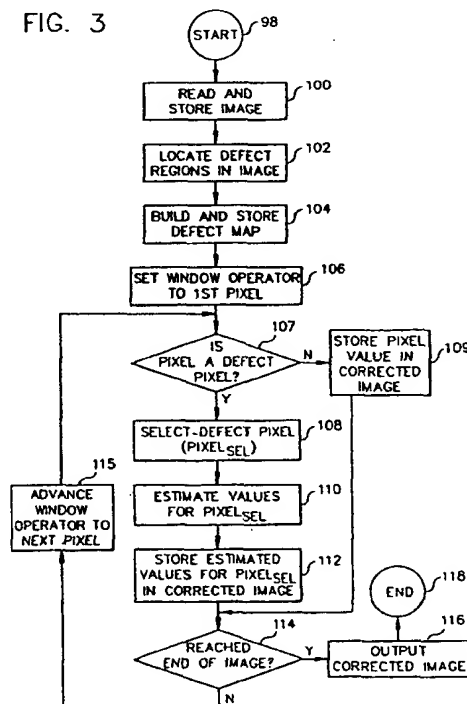 FIG. 3
START
98
READ AND
STORE IMAGE
100
LOCATE DEFECT
REGIONS IN IMAGE
102
BUILD AND STORE
DEFECT MAP
104
SET WINDOW OPERATOR
TO 1ST PIXEL
106
107
IS
PIXEL A DEFECT
PIXEL?
N
Y
STORE PIXEL
VALUE IN
CORRECTED
IMAGE
109
SELECT-DEFECT PIXEL
(PIXELSEL)
108
115
ADVANCE
WINDOW
OPERATOR TO
NEXT PIXEL
ESTIMATE VALUES
FOR PIXELSEL
110
STORE ESTIMATED
VALUES FOR PIXELSEL
IN CORRECTED IMAGE
112
END
118
114
REACHED
END OF IMAGE?
Y
N
OUTPUT
CORRECTED IMAGE
116